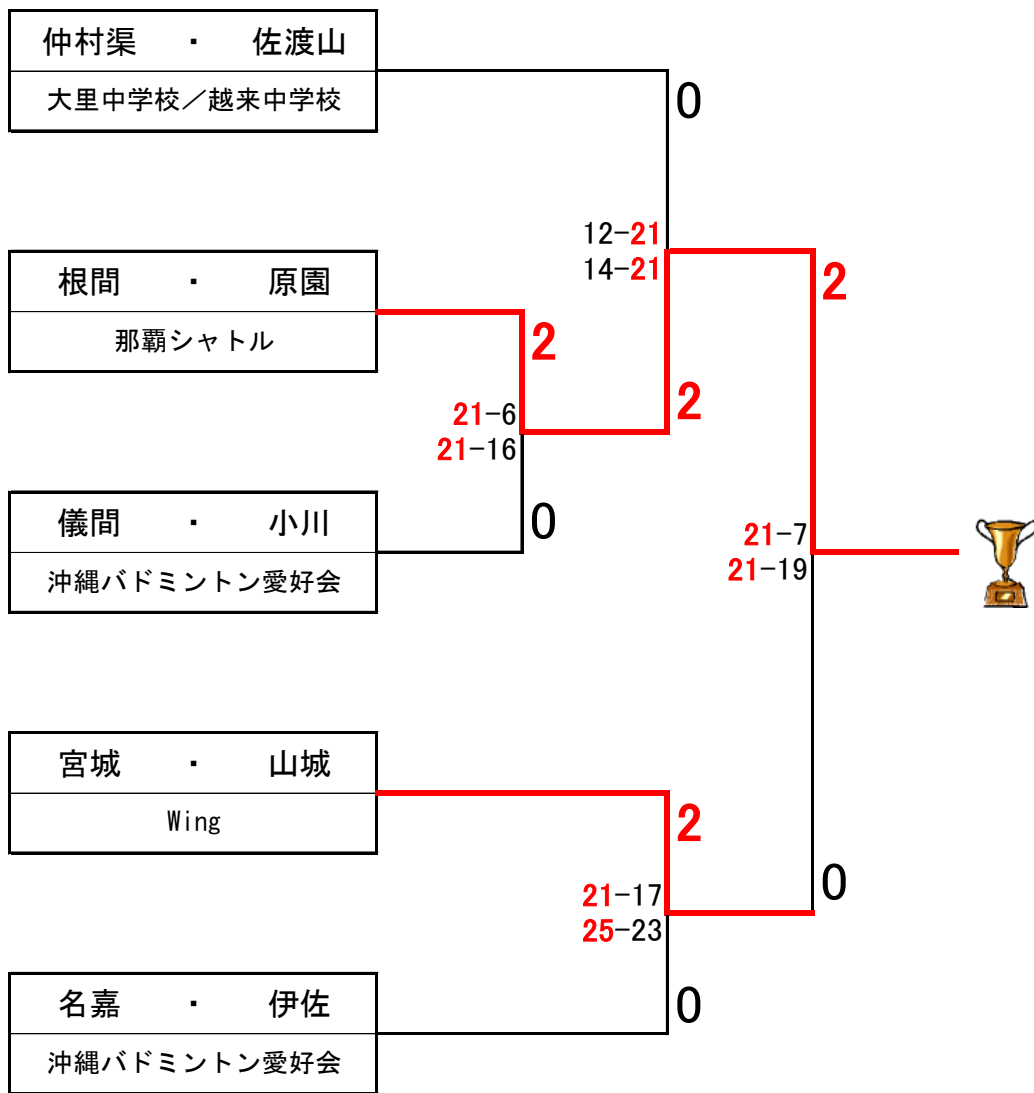 仲村渠 ・ 佐渡山
大里中学校／越来中学校
0
12-21
14-21
根間 ・ 原園
那覇シャトル
2
2
2
21-6
21-16
儀間 ・ 小川
沖縄バドミントン愛好会
0
21-7
21-19
宮城 ・ 山城
Wing
2
21-17
25-23
0
名嘉 ・ 伊佐
沖縄バドミントン愛好会
0